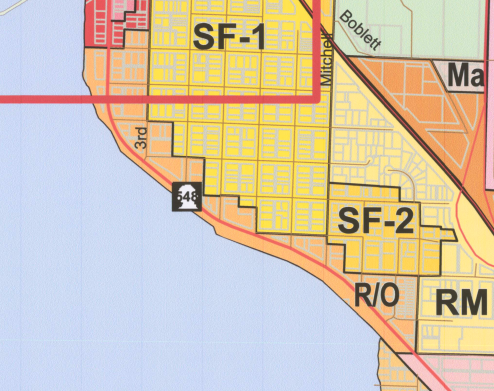 Boblett
SF-1
Mitchell
Ma
3rd
548
SF-2
R/O
RM